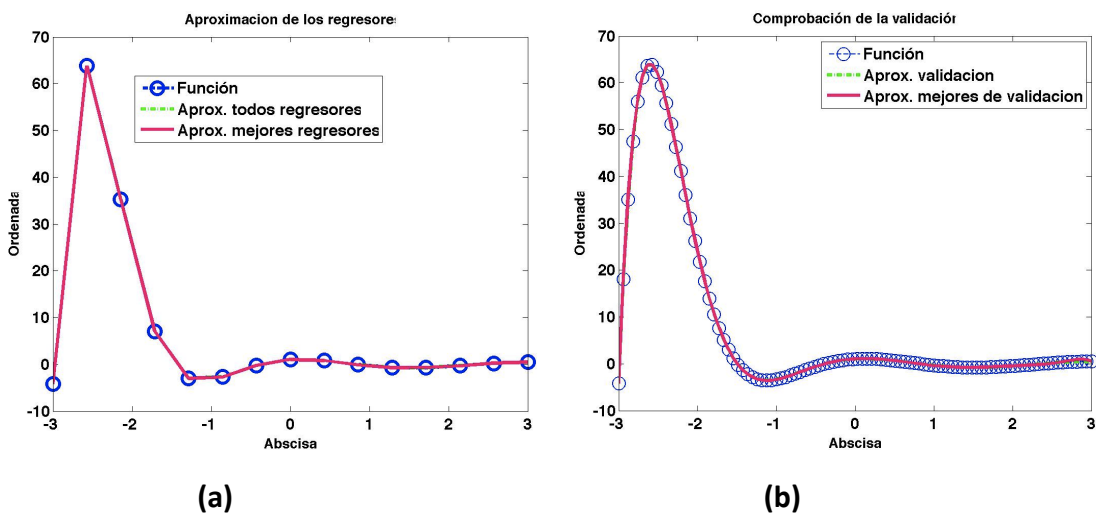 Aproximacion de los regresores
70
60
50
40
30
20
10
0
-10
-3
-2
-1
0
1
2
3
Ordenada
Abscisa
Función
Aprox. todos regresores
Aprox. mejores regresores
(a)
Comprobación de la validación
70
60
50
40
30
20
10
0
-10
-3
-2
-1
0
1
2
3
Ordenada
Abscisa
Función
Aprox. validacion
Aprox. mejores de validacion
(b)